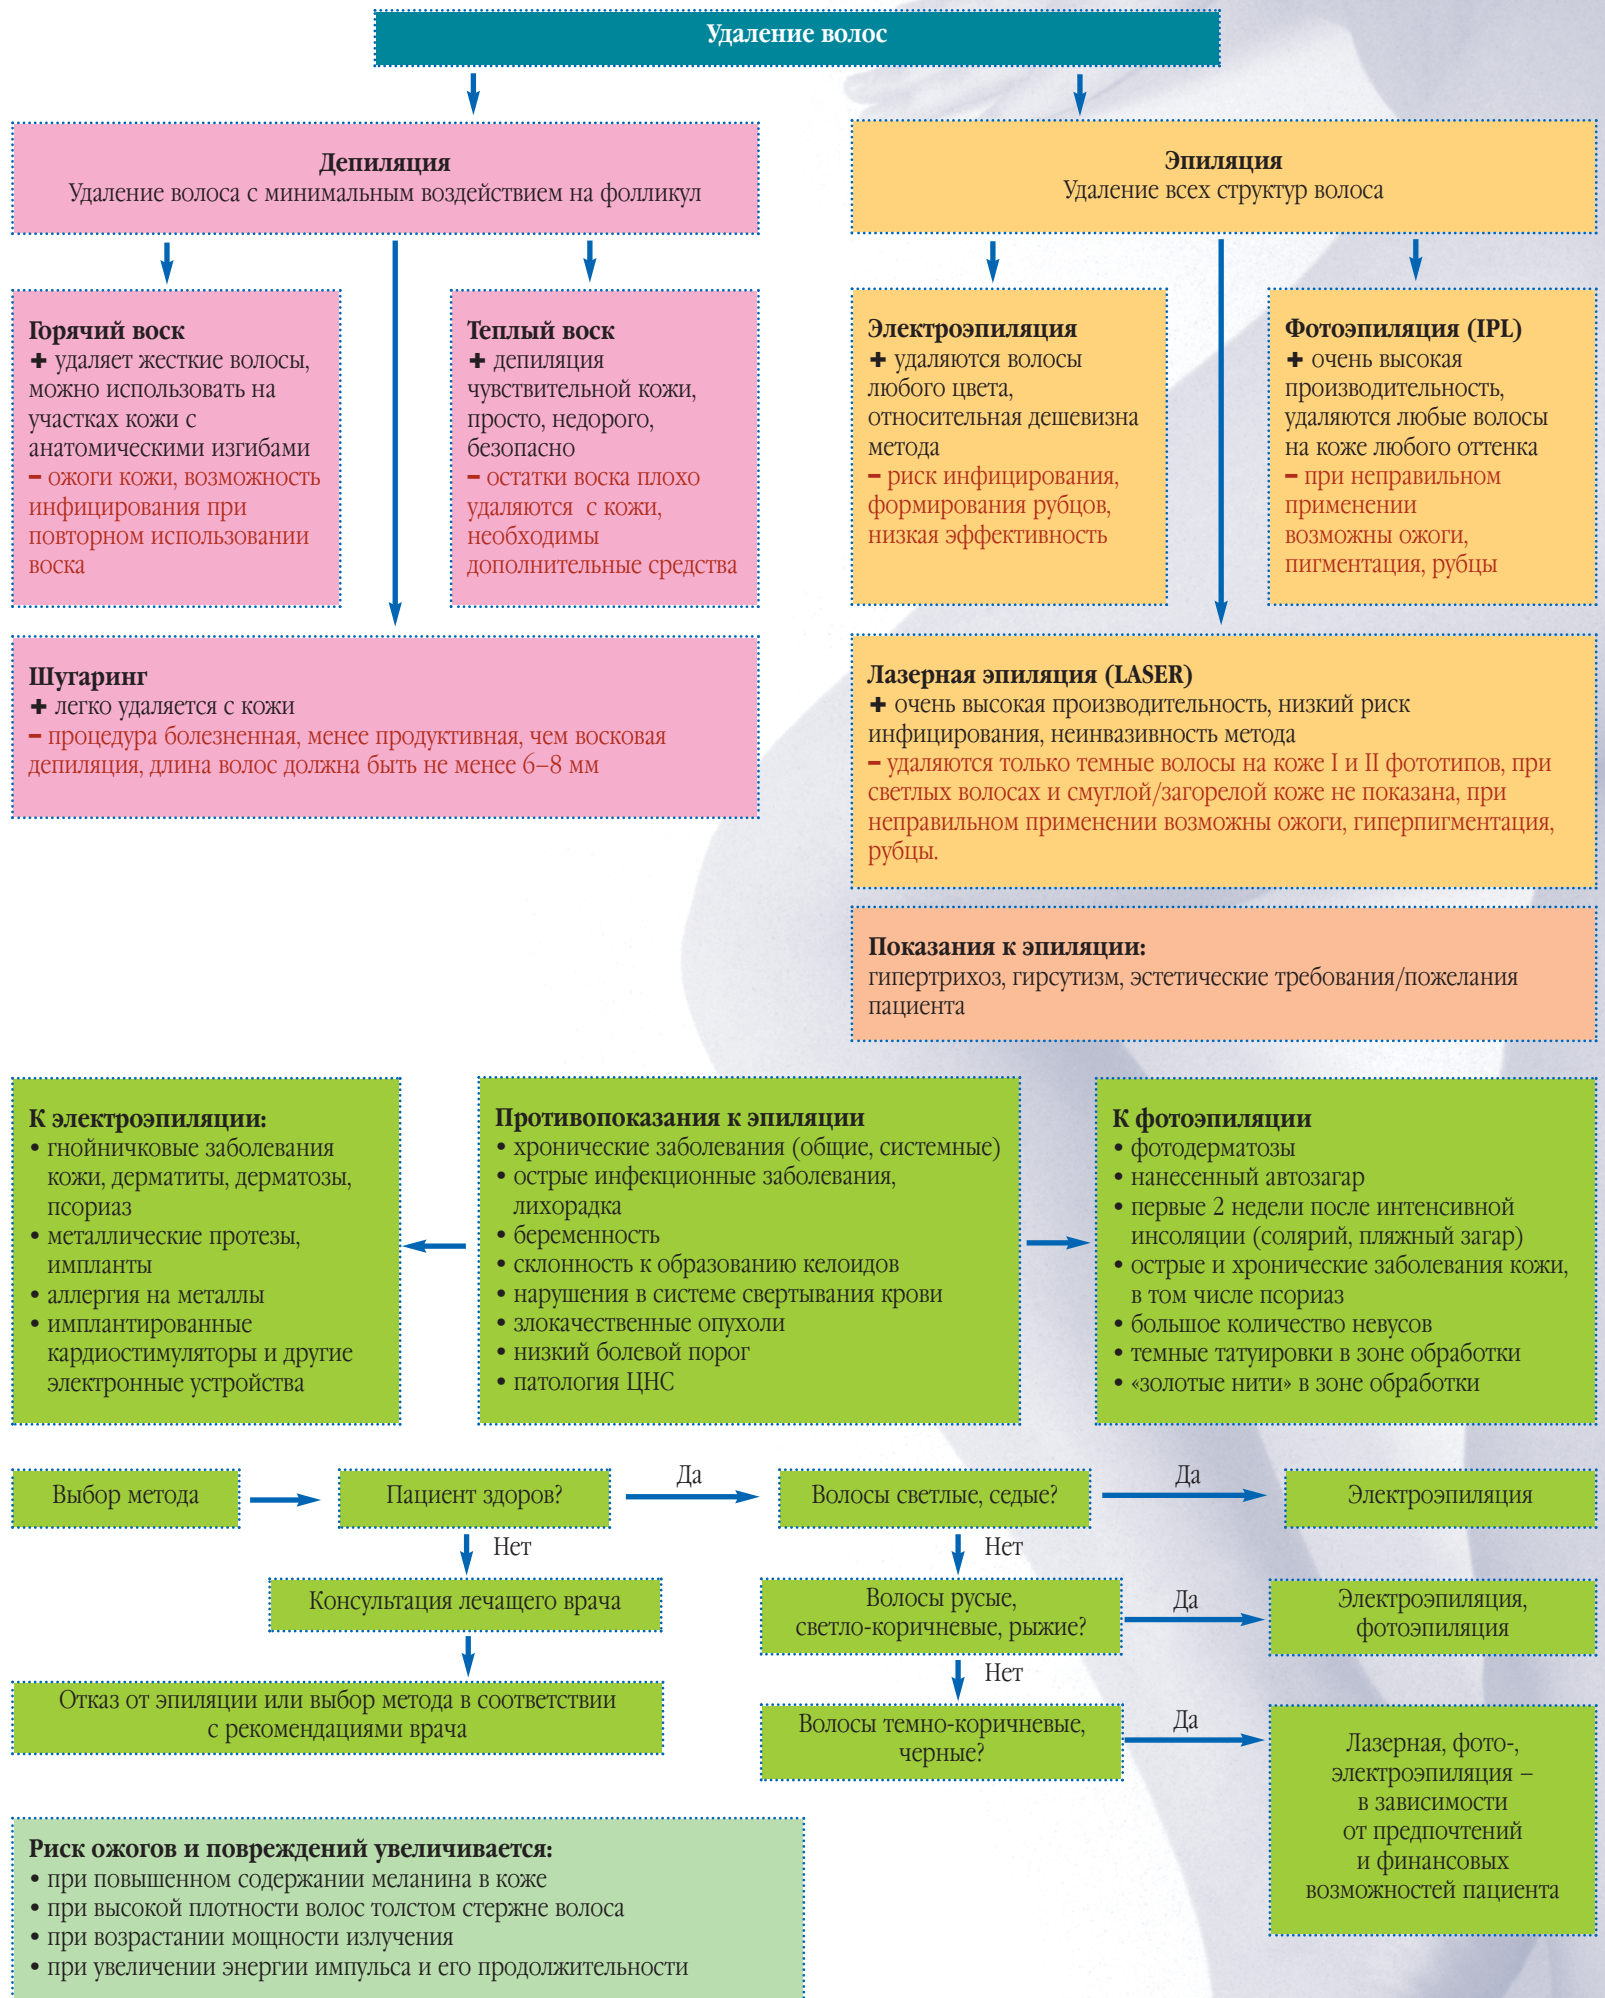 Удаление волос
Депиляция
Удаление волоса с минимальным воздействием на фолликул
Эпиляция
Удаление всех структур волоса
Горячий воск
+ удаляет жесткие волосы,
можно использовать на
участках кожи с
анатомическими изгибами
– ожоги кожи, возможность
инфицирования при
повторном использовании
воска
Теплый воск
+ депиляция
чувствительной кожи,
просто, недорого,
безопасно
– остатки воска плохо
удаляются с кожи,
необходимы
дополнительные средства
Электроэпиляция
+ удаляются волосы
любого цвета,
относительная дешевизна
метода
– риск инфицирования,
формирования рубцов,
низкая эффективность
Фотоэпиляция (IPL)
+ очень высокая
производительность,
удаляются любые волосы
на коже любого оттенка
– при неправильном
применении
возможны ожоги,
пигментация, рубцы
Шугаринг
+ легко удаляется с кожи
– процедура болезненная, менее продуктивная, чем восковая
депиляция, длина волос должна быть не менее 6–8 мм
Лазерная эпиляция (LASER)
+ очень высокая производительность, низкий риск
инфицирования, неинвазивность метода
– удаляются только темные волосы на коже I и II фототипов, при
светлых волосах и смуглой/загорелой коже не показана, при
неправильном применении возможны ожоги, гиперпигментация,
рубцы.
Показания к эпиляции:
гипертрихоз, гирсутизм, эстетические требования/пожелания
пациента
К электроэпиляции:
• гнойничковые заболевания
кожи, дерматиты, дерматозы,
псориаз
• металлические протезы,
импланты
• аллергия на металлы
• имплантированные
кардиостимуляторы и другие
электронные устройства
Противопоказания к эпиляции
• хронические заболевания (общие, системные)
• острые инфекционные заболевания,
лихорадка
• беременность
• склонность к образованию келоидов
• нарушения в системе свертывания крови
• злокачественные опухоли
• низкий болевой порог
• патология ЦНС
К фотоэпиляции
• фотодерматозы
• нанесенный автозагар
• первые 2 недели после интенсивной
инсоляции (солярий, пляжный загар)
• острые и хронические заболевания кожи,
в том числе псориаз
• большое количество невусов
• темные татуировки в зоне обработки
• «золотые нити» в зоне обработки
Выбор метода
Пациент здоров?
Да
Волосы светлые, седые?
Да
Электроэпиляция
Нет
Нет
Консультация лечащего врача
Волосы русые,
светло-коричневые, рыжие?
Да
Электроэпиляция,
фотоэпиляция
Нет
Отказ от эпиляции или выбор метода в соответствии
с рекомендациями врача
Волосы темно-коричневые,
черные?
Да
Лазерная, фото-,
электроэпиляция –
в зависимости
от предпочтений
и финансовых
возможностей пациента
Риск ожогов и повреждений увеличивается:
• при повышенном содержании меланина в коже
• при высокой плотности волос толстом стержне волоса
• при возрастании мощности излучения
• при увеличении энергии импульса и его продолжительности